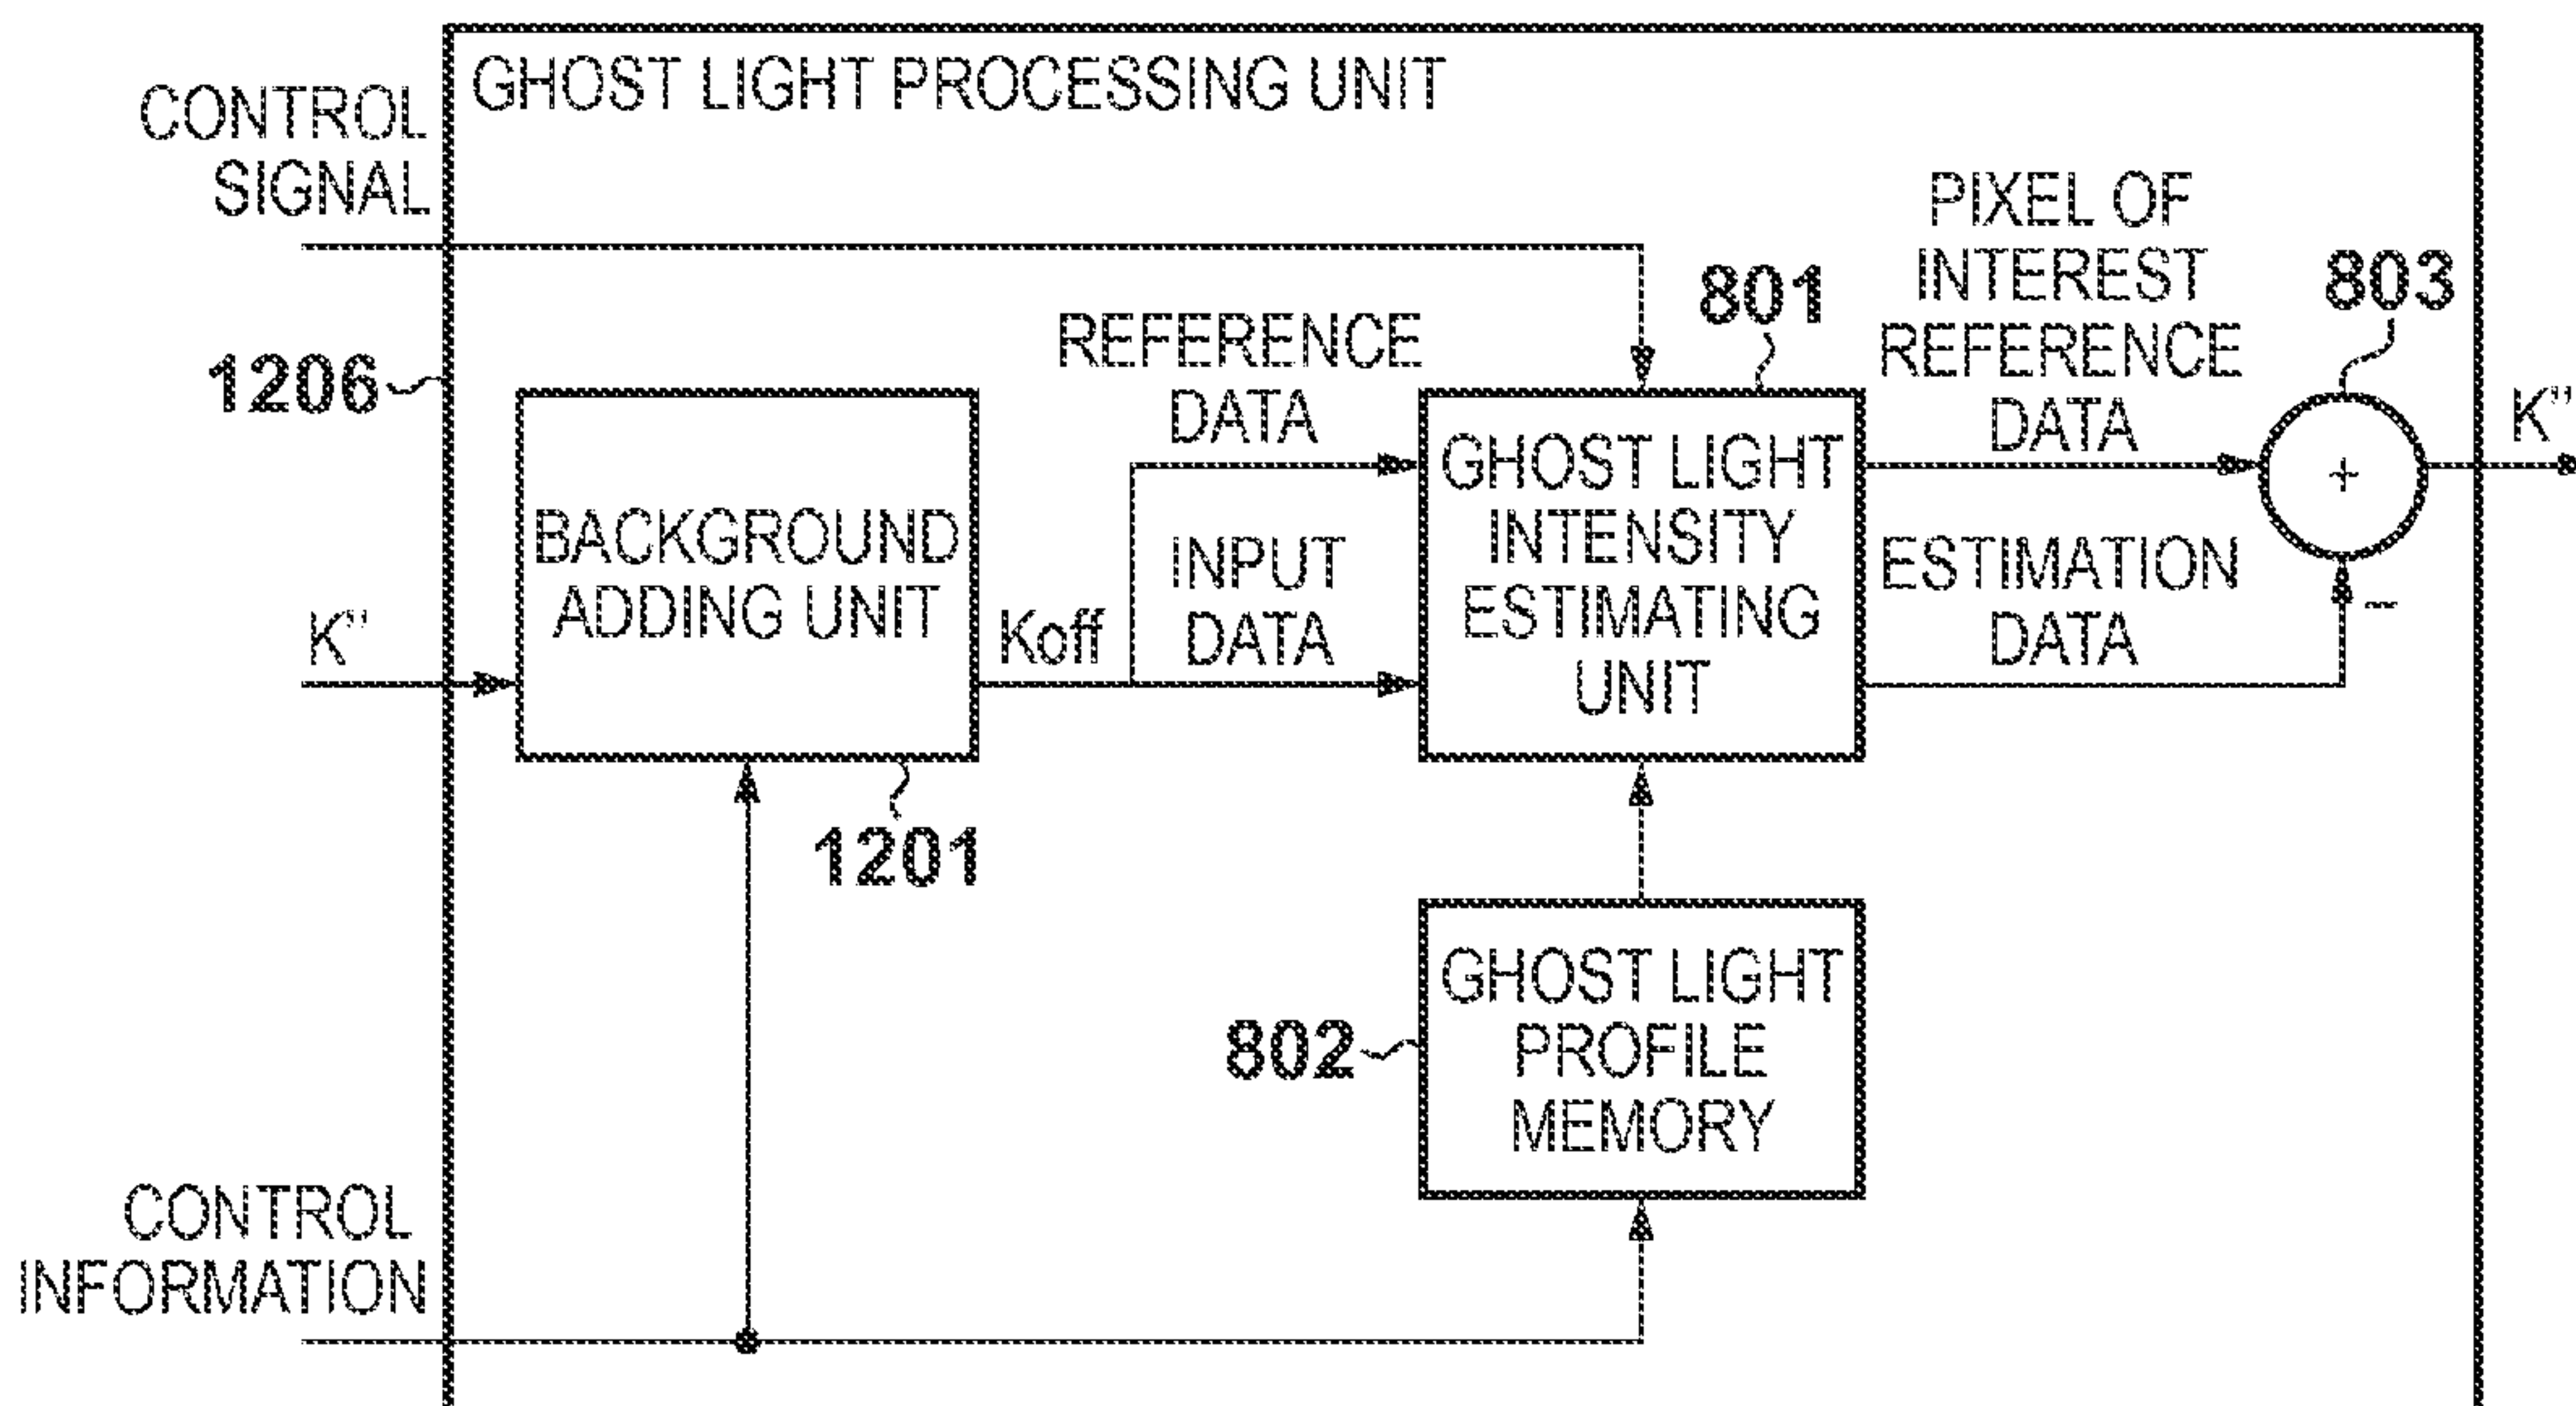 GHOST LIGHT PROCESSING UNIT
CONTROL
SIGNAL
1206
K"
BACKGROUND
ADDING UNIT
1201
Koff
REFERENCE
DATA
INPUT
DATA
801
GHOST LIGHT
INTENSITY
ESTIMATING
UNIT
PIXEL OF
INTEREST
REFERENCE
DATA
ESTIMATION
DATA
803
+
−
K"
802
GHOST LIGHT
PROFILE
MEMORY
CONTROL
INFORMATION